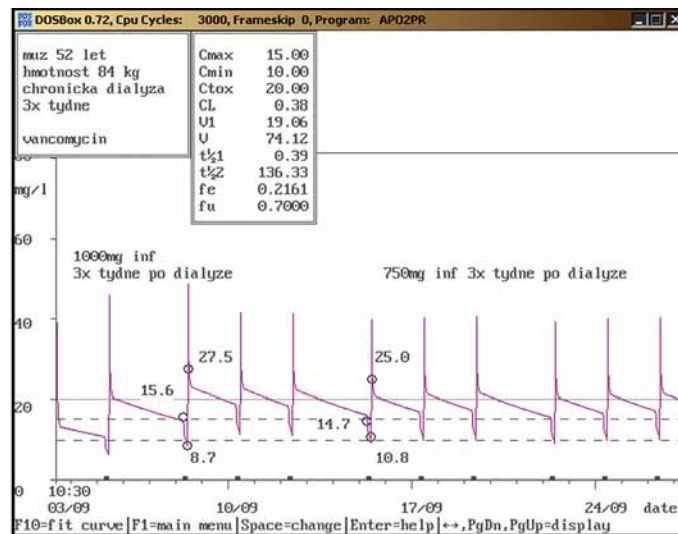 DOSBox 0.72, Cpu Cycles: 3000, Frameskip 0, Program: APO2PR
muz 52 let
hmotnost 84 kg
chronicka dialyza
3x tydne
vancomycin
Cmax 15.00
Cmin 10.00
Ctox 20.00
CL 0.38
V1 19.06
V 74.12
t½1 0.39
t½2 136.33
fe 0.2161
fu 0.7000
80
mg/l
60
1000mg inf
3x tydne po dialyze
750mg inf 3x tydne po dialyze
40
27.5
25.0
15.6
20
14.7
8.7
10.8
0 10:30
03/09 10/09 17/09 24/09 date
F10=fit curve|F1=main menu|Space=change|Enter=help|↔,PgDn,PgUp=display